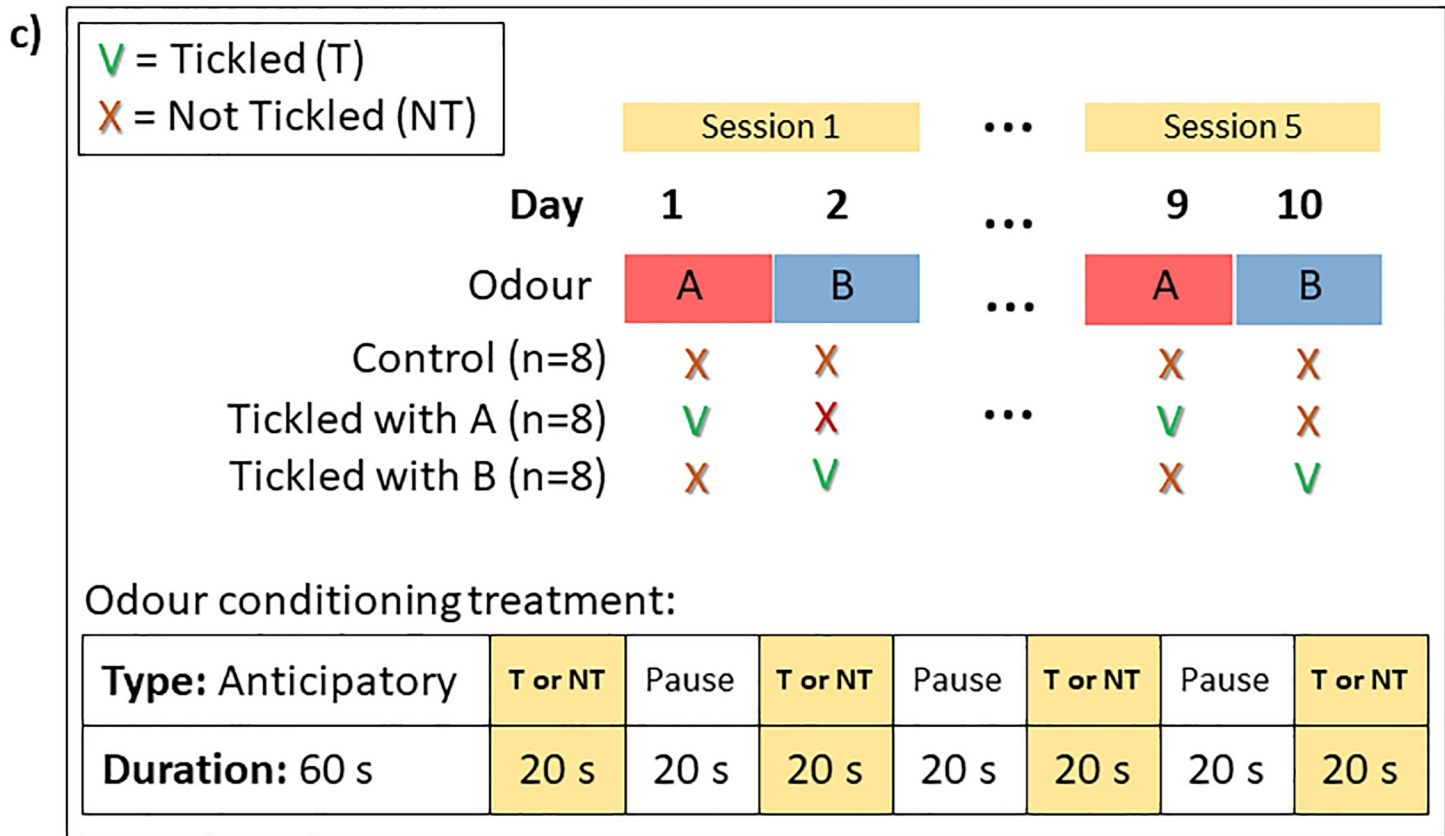 c)
V = Tickled (T)
X = Not Tickled (NT)
Session 1 ... Session 5
Day 1 2 ... 9 10
Odour A B ... A B
Control (n=8) X X X X
Tickled with A (n=8) V X ... V X
Tickled with B (n=8) X V X V
Odour conditioning treatment:
Type: Anticipatory T or NT Pause T or NT Pause T or NT Pause T or NT
Duration: 60 s 20 s 20 s 20 s 20 s 20 s 20 s 20 s